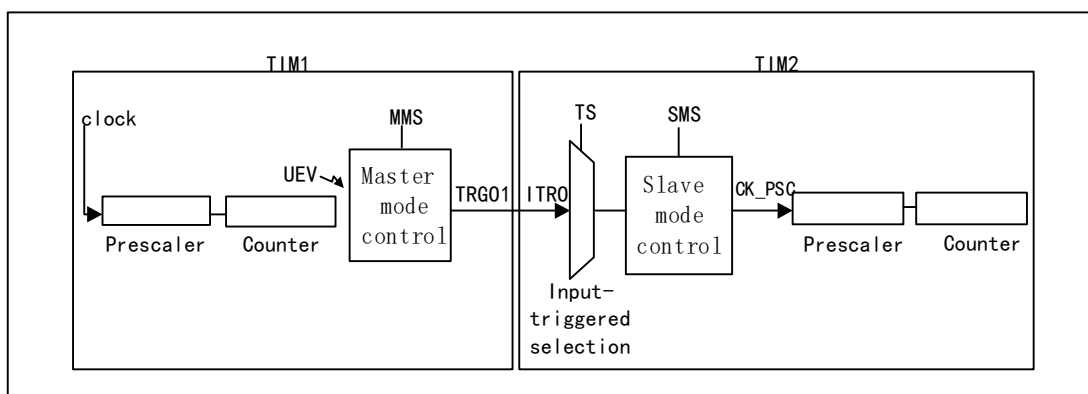 TIM1
TIM2
clock
MMS
TS
SMS
UEV
Master
mode
control
TRGO1
ITR0
Slave
mode
control
CK_PSC
Prescaler
Counter
Prescaler
Counter
Input-
triggered
selection